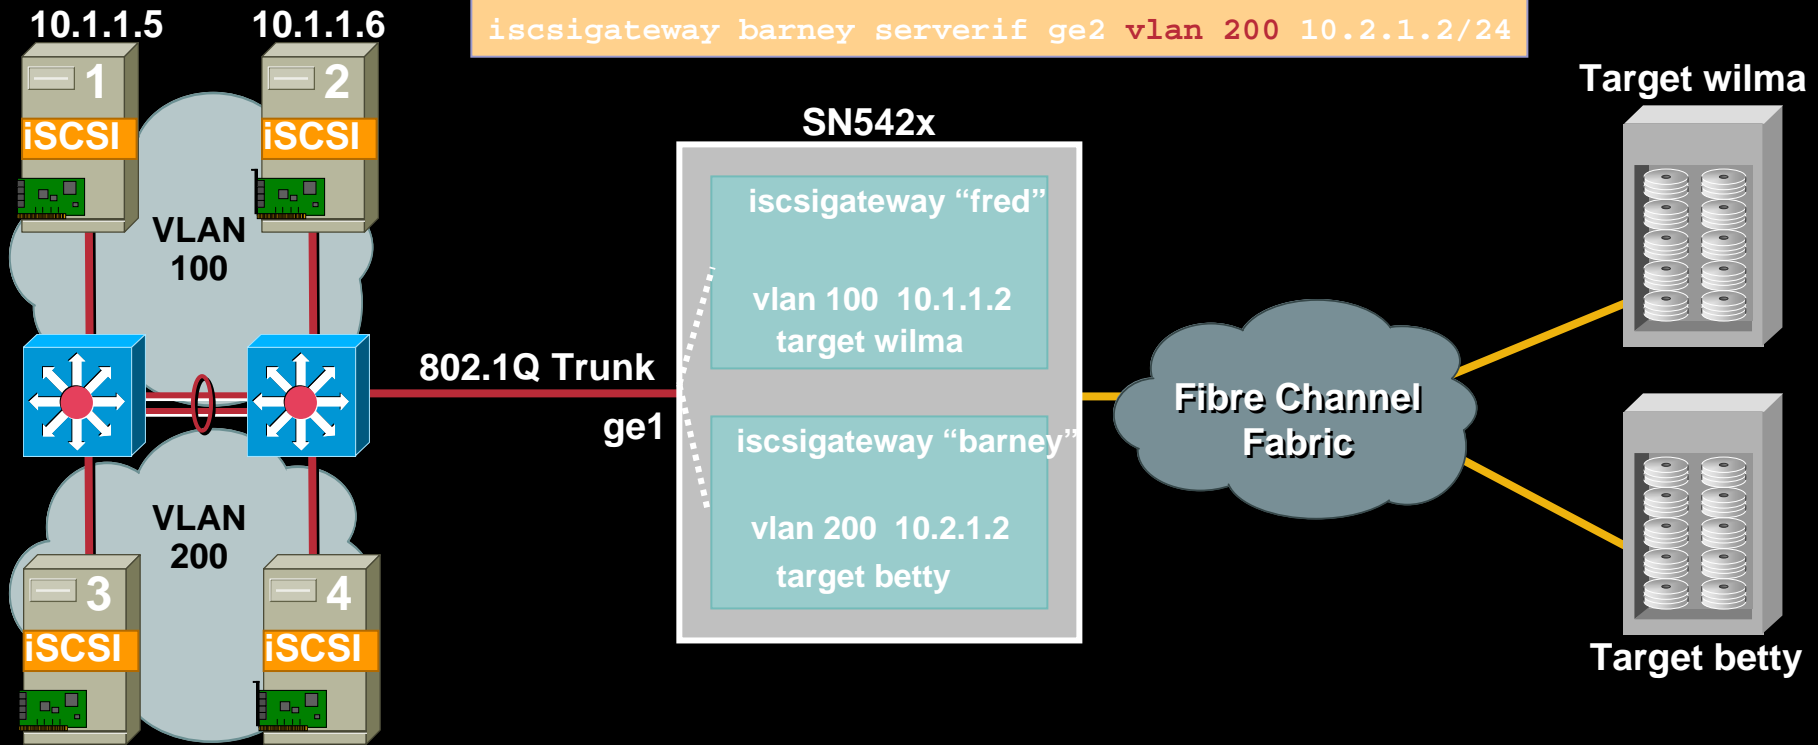 iscsigateway barney serverif ge2 vlan 200 10.2.1.2/24
10.1.1.5
10.1.1.6
1
2
iSCSI
iSCSI
VLAN
100
SN542x
iscsigateway “fred”
vlan 100 10.1.1.2
target wilma
802.1Q Trunk
ge1
iscsigateway “barney”
vlan 200 10.2.1.2
target betty
VLAN
200
3
4
iSCSI
iSCSI
Fibre Channel
Fabric
Target wilma
Target betty